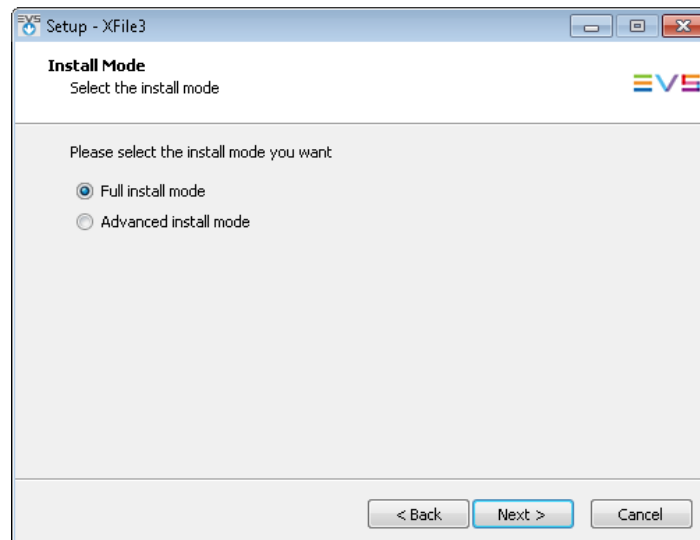 EVS Setup - XFile3
Install Mode
Select the install mode
EVS
Please select the install mode you want
Full install mode
Advanced install mode
< Back Next > Cancel